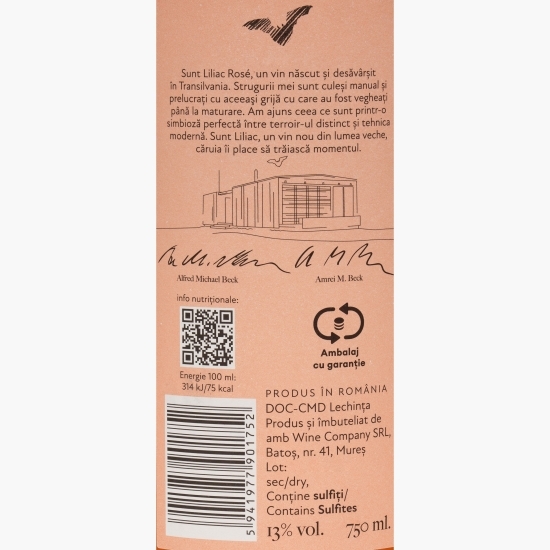 Sunt Liliac Rosé, un vin născut și desăvârșit
în Transilvania. Strugurii mei sunt culeși manual și
prelucrați cu aceeași grijă cu care au fost vegheați
până la maturare. Am ajuns ceea ce sunt printr-o
simbioză perfectă între terroir-ul distinct și tehnica
modernă. Sunt Liliac, un vin nou din lumea veche,
căruia îi place să trăiască momentul.
Alfred Michael Beck
Amrei M. Beck
info nutriționale:
Energie 100 ml:
314 kJ/75 kcal
Ambalaj
cu garanție
5941977901752
PRODUS ÎN ROMÂNIA
DOC-CMD Lechința
Produs și îmbuteliat de
amb Wine Company SRL,
Batoș, nr. 41, Mureș
Lot:
sec/dry,
Conține sulfiți/
Contains Sulfites
13% vol. 750 ml.